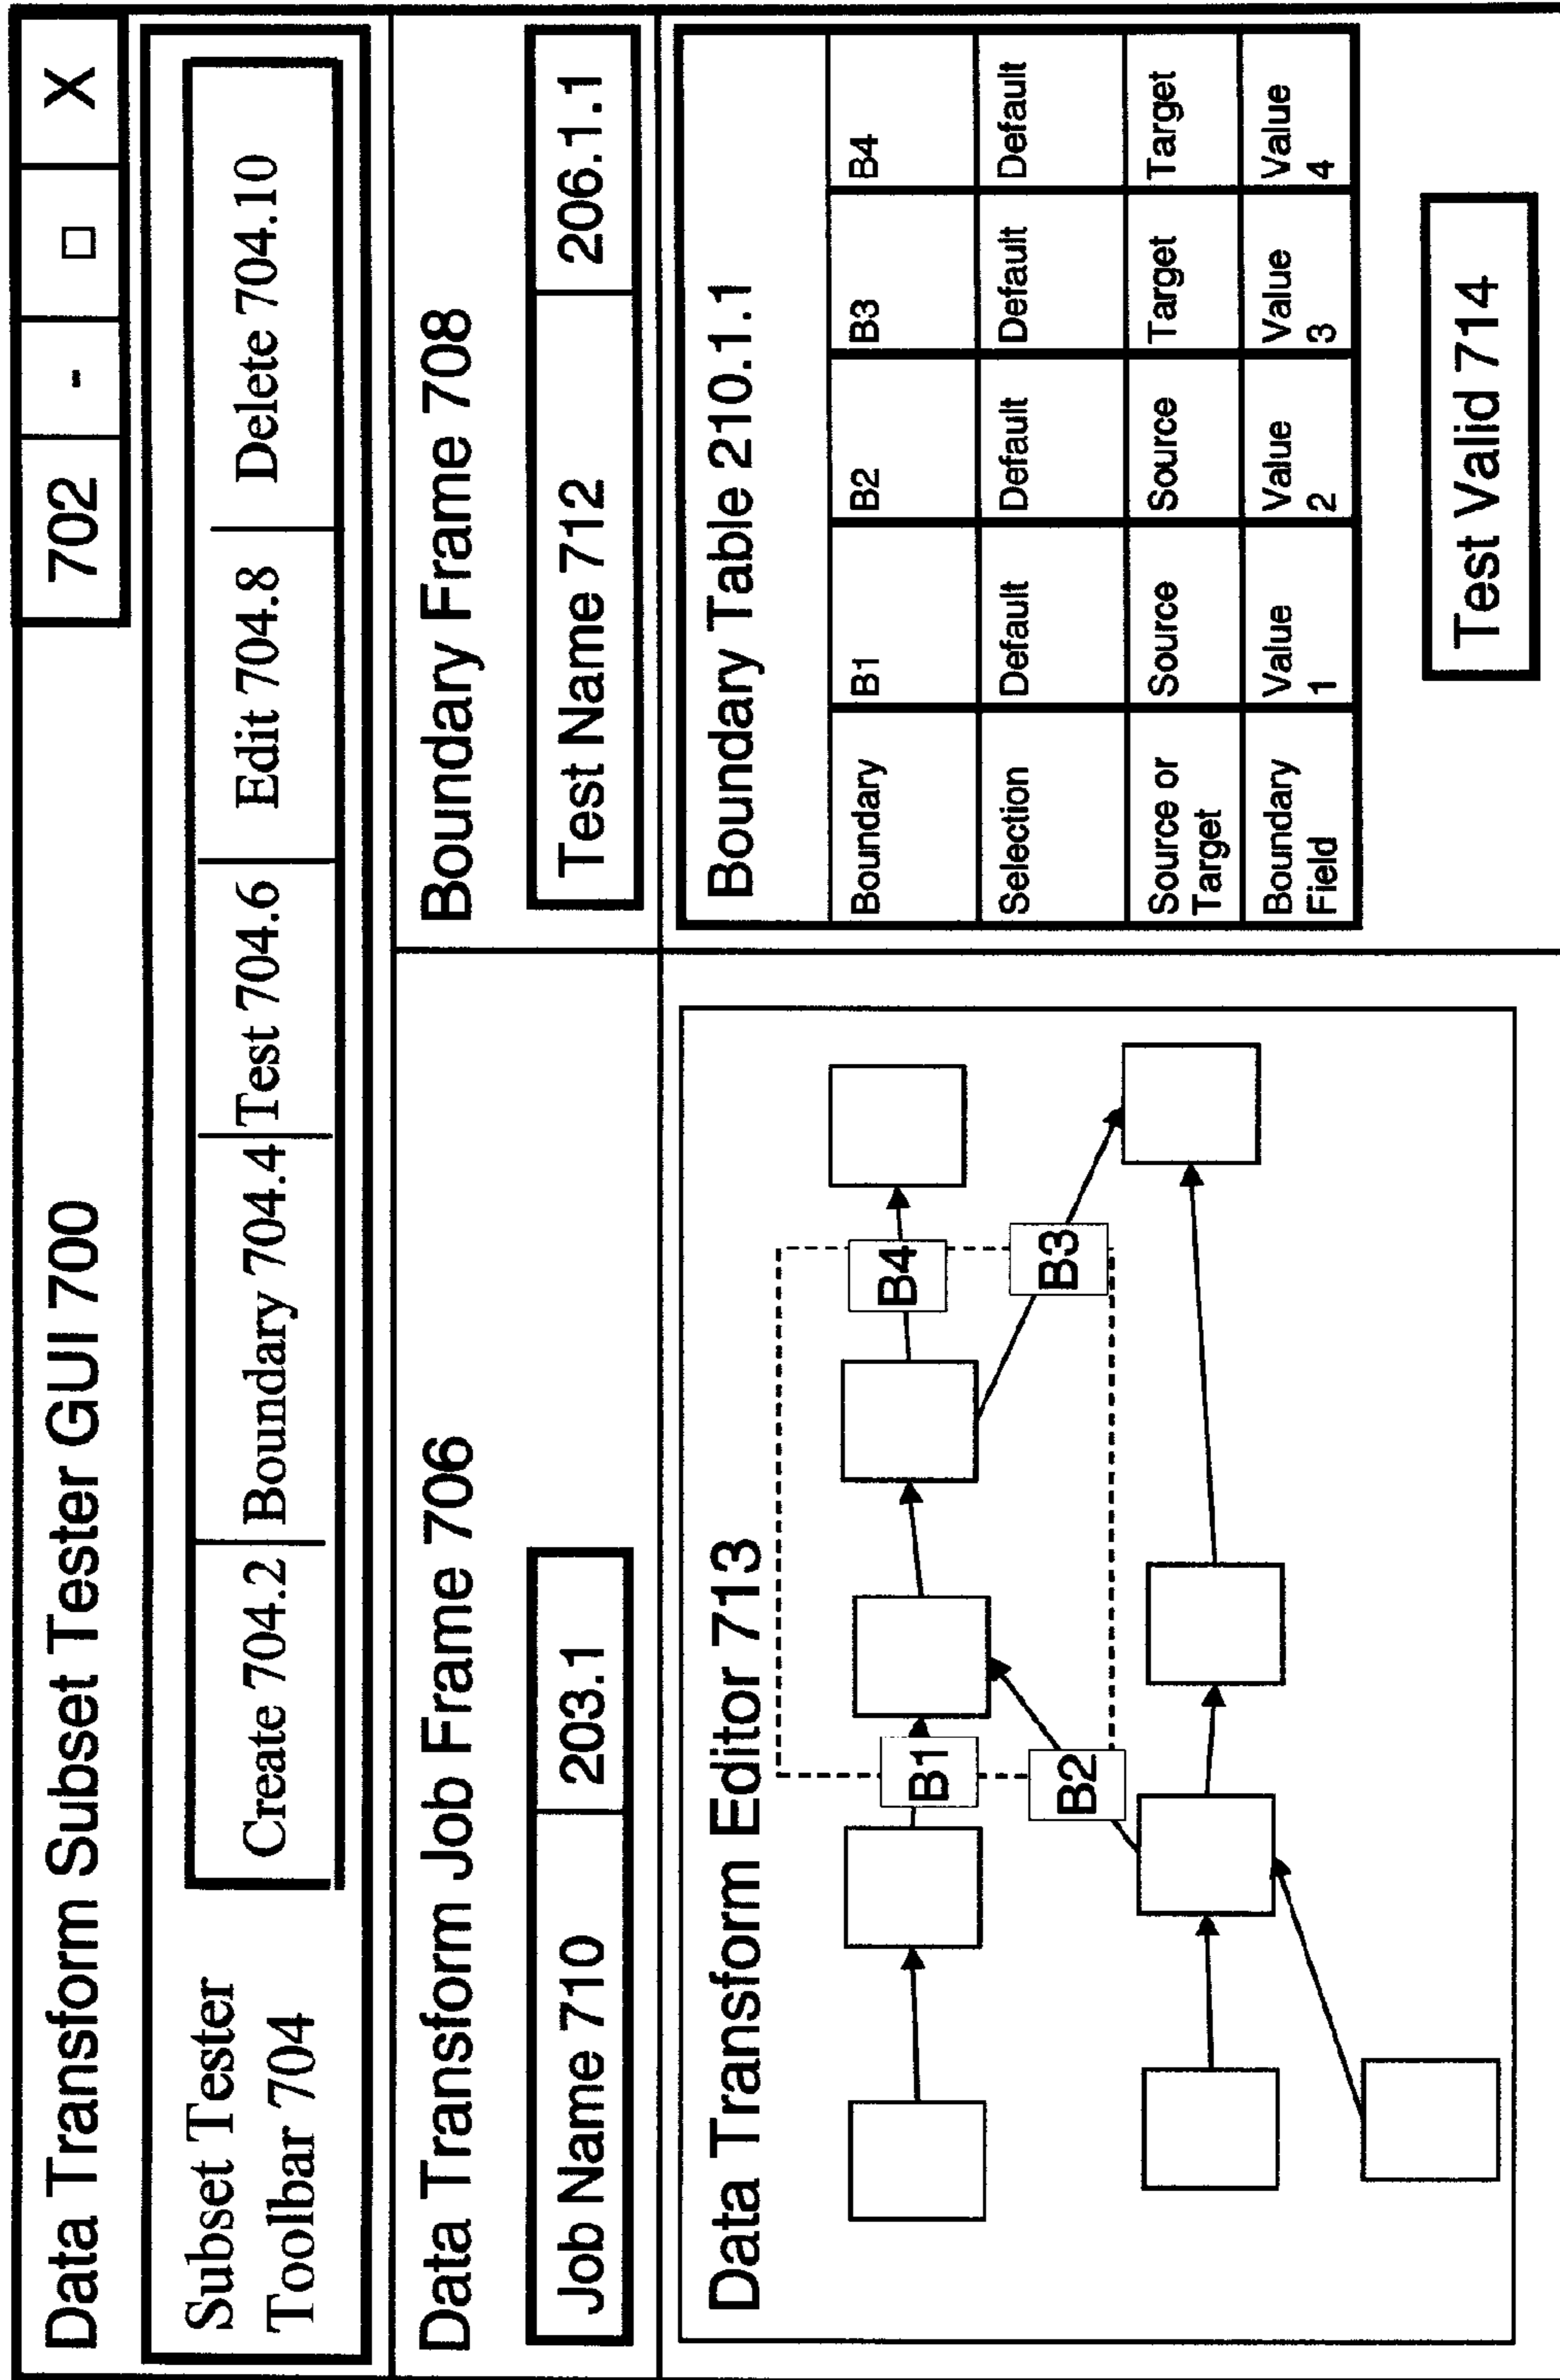 Data Transform Subset Tester GUI 700
702 - □ X
Subset Tester
Toolbar 704
Create 704.2 Boundary 704.4 Test 704.6 Edit 704.8 Delete 704.10
Data Transform Job Frame 706
Job Name 710 203.1
Boundary Frame 708
Test Name 712 206.1.1
Data Transform Editor 713
B1
B2
B4
B3
Boundary Table 210.1.1
Boundary B1 B2 B3 B4
Selection Default Default Default Default
Source or
Target Source Source Target Target
Boundary
Field Value
1 Value
2 Value
3 Value
4
Test Valid 714